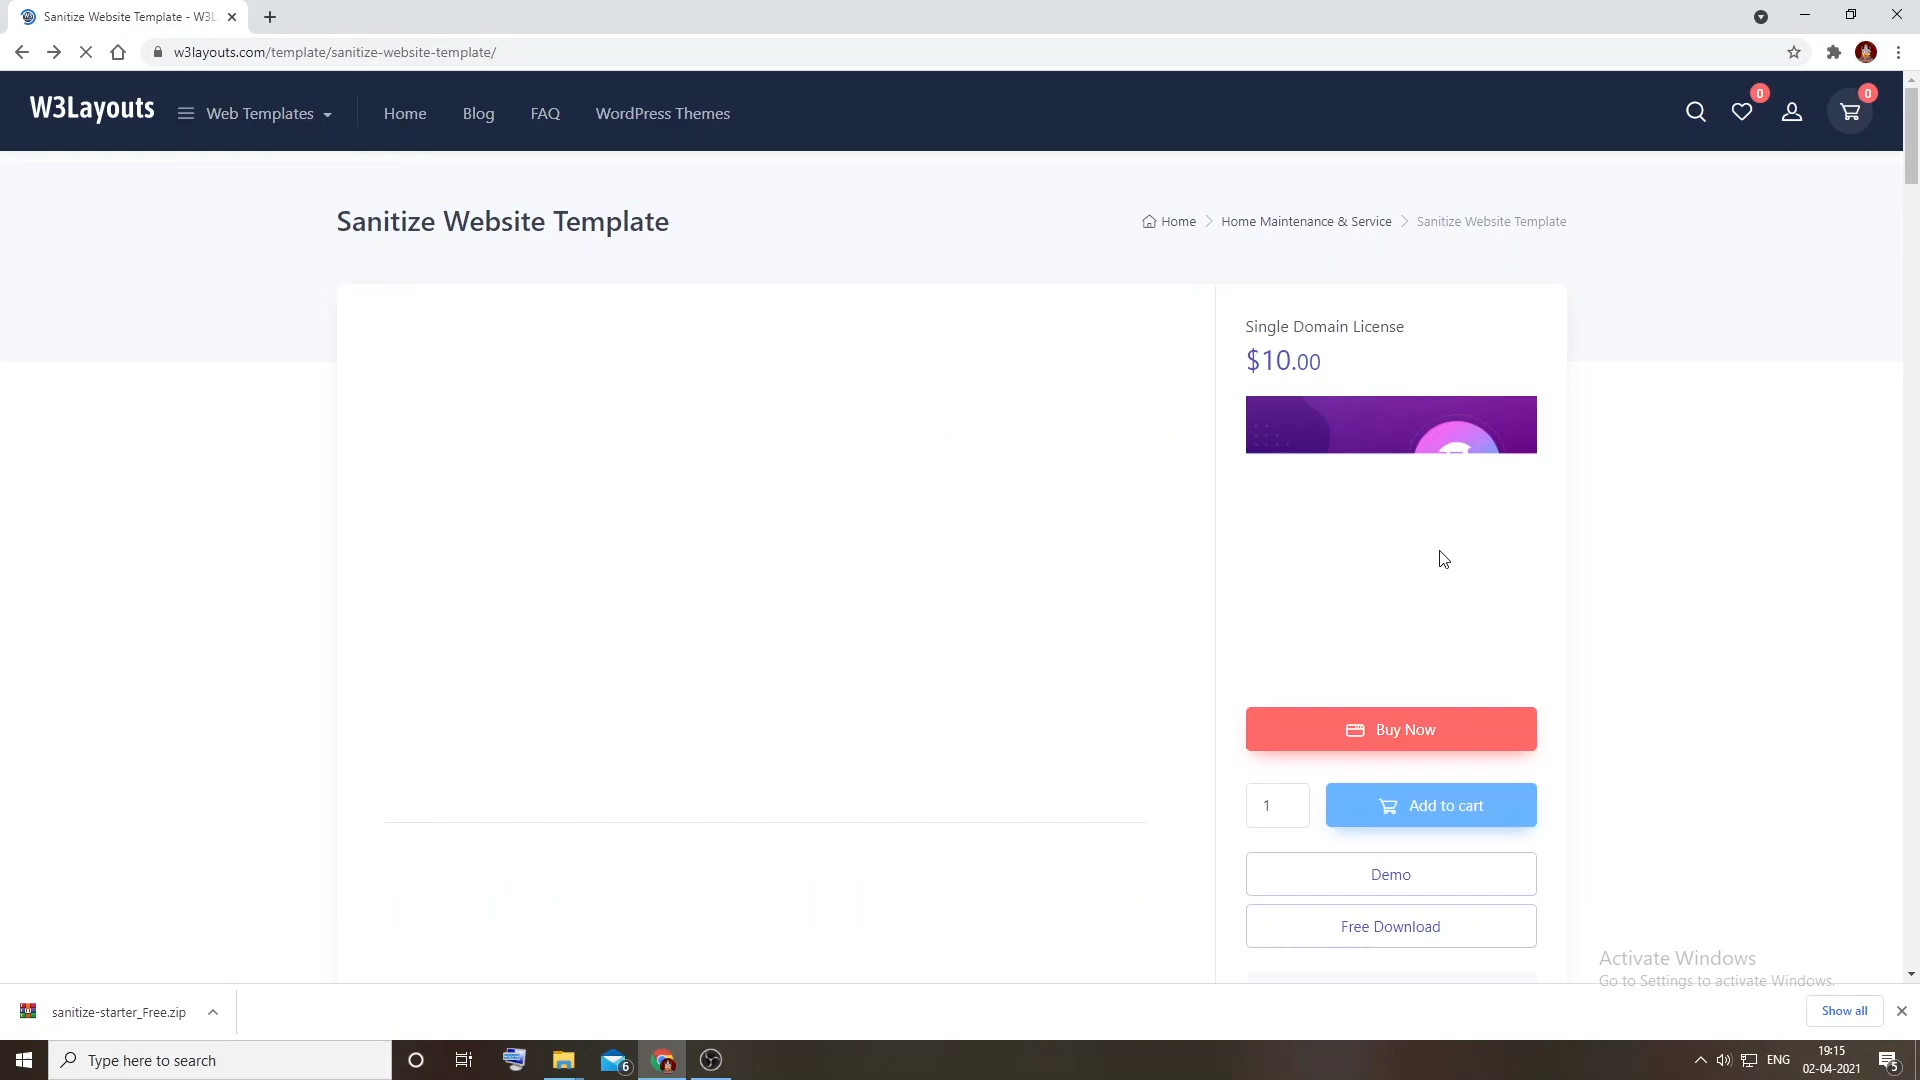 Sanitize Website Template - W3L
w3layouts.com/template/sanitize-website-template/
W3Layouts
Web Templates
Home
Blog
FAQ
WordPress Themes
0
0
Sanitize Website Template
Home
Home Maintenance & Service
Sanitize Website Template
Single Domain License
$10.00
Buy Now
1
Add to cart
Demo
Free Download
Activate Windows
Go to Settings to activate Windows.
sanitize-starter_Free.zip
Show all
Type here to search
6
ENG
19:15
02-04-2021
5